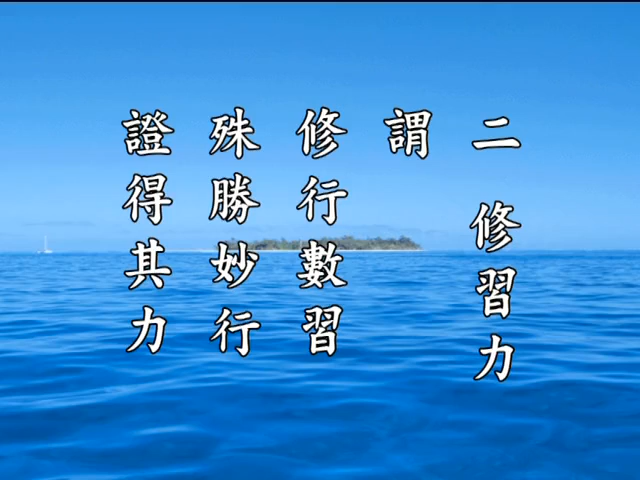 二 修習力
謂
修行數習
殊勝妙行
證得其力